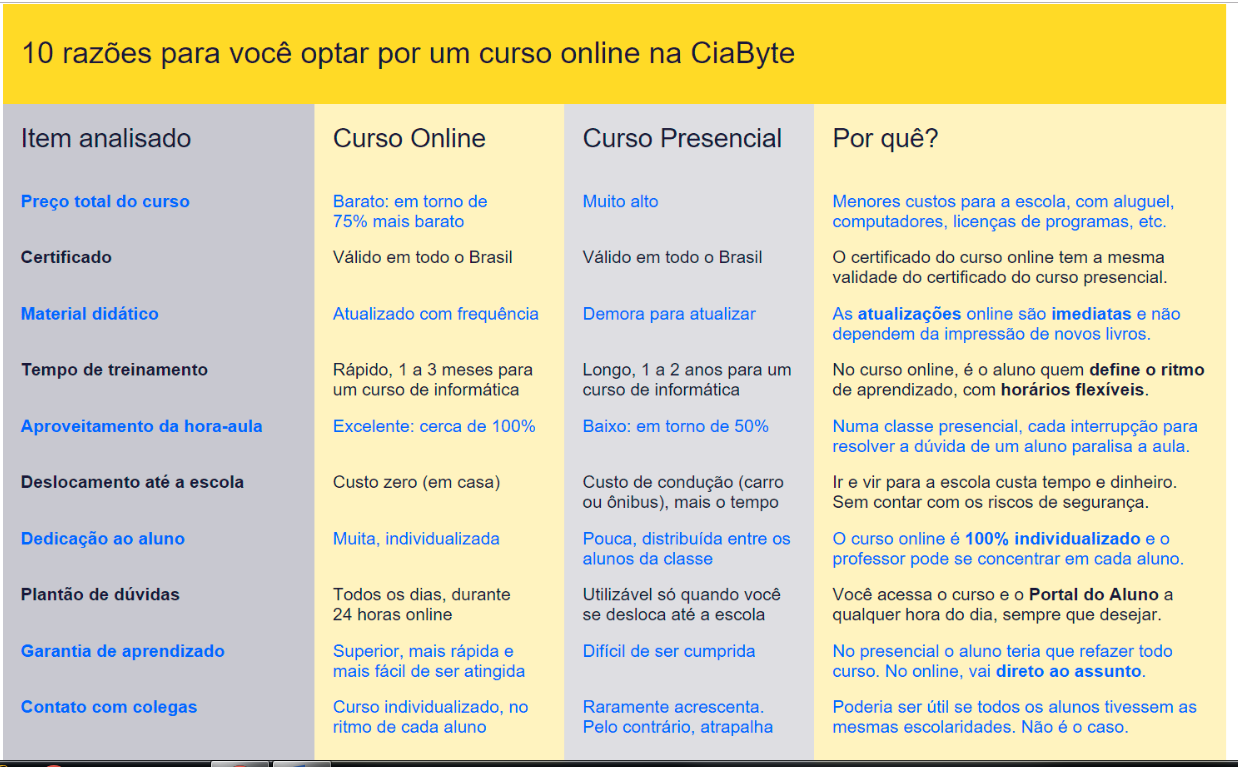 10 razões para você optar por um curso online na CiaByte
Item analisado
Curso Online
Curso Presencial
Por quê?
Preço total do curso
Barato: em torno de
75% mais barato
Muito alto
Menores custos para a escola, com aluguel,
computadores, licenças de programas, etc.
Certificado
Válido em todo o Brasil
Válido em todo o Brasil
O certificado do curso online tem a mesma
validade do certificado do curso presencial.
Material didático
Atualizado com frequência
Demora para atualizar
As atualizações online são imediatas e não
dependem da impressão de novos livros.
Tempo de treinamento
Rápido, 1 a 3 meses para
um curso de informática
Longo, 1 a 2 anos para um
curso de informática
No curso online, é o aluno quem define o ritmo
de aprendizado, com horários flexíveis.
Aproveitamento da hora-aula
Excelente: cerca de 100%
Baixo: em torno de 50%
Numa classe presencial, cada interrupção para
resolver a dúvida de um aluno paralisa a aula.
Deslocamento até a escola
Custo zero (em casa)
Custo de condução (carro
ou ônibus), mais o tempo
Ir e vir para a escola custa tempo e dinheiro.
Sem contar com os riscos de segurança.
Dedicação ao aluno
Muita, individualizada
Pouca, distribuída entre os
alunos da classe
O curso online é 100% individualizado e o
professor pode se concentrar em cada aluno.
Plantão de dúvidas
Todos os dias, durante
24 horas online
Utilizável só quando você
se desloca até a escola
Você acessa o curso e o Portal do Aluno a
qualquer hora do dia, sempre que desejar.
Garantia de aprendizado
Superior, mais rápida e
mais fácil de ser atingida
Difícil de ser cumprida
No presencial o aluno teria que refazer todo
curso. No online, vai direto ao assunto.
Contato com colegas
Curso individualizado, no
ritmo de cada aluno
Raramente acrescenta.
Pelo contrário, atrapalha
Poderia ser útil se todos os alunos tivessem as
mesmas escolaridades. Não é o caso.